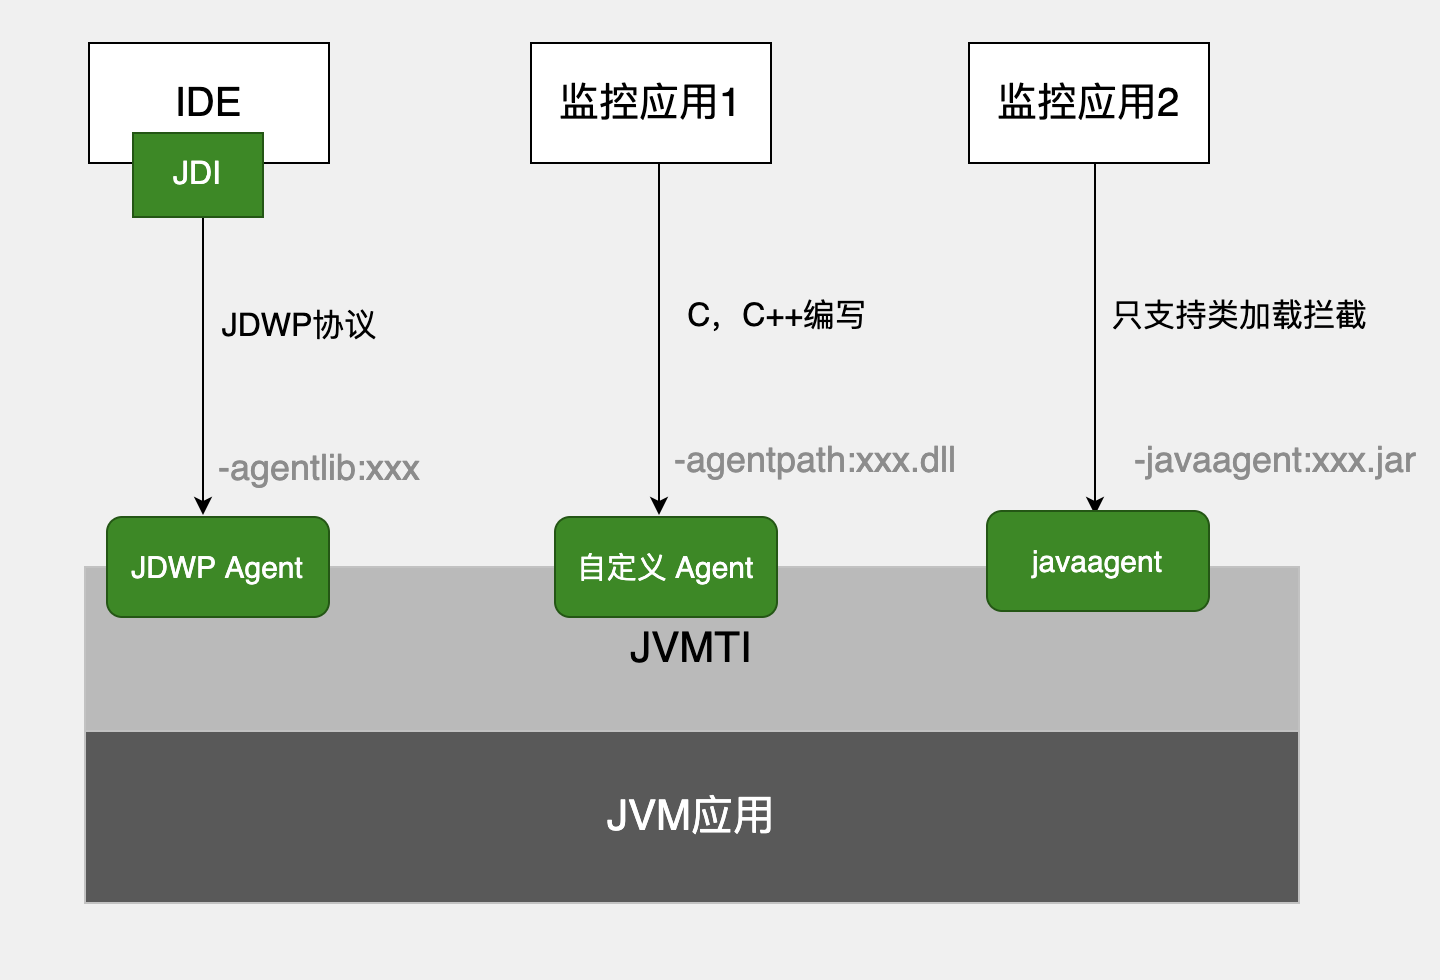 IDE
监控应用1
监控应用2
JDI
JDWP协议
C，C++编写
只支持类加载拦截
-agentlib:xxx
-agentpath:xxx.dll
-javaagent:xxx.jar
JDWP Agent
自定义 Agent
javaagent
JVMTI
JVM应用